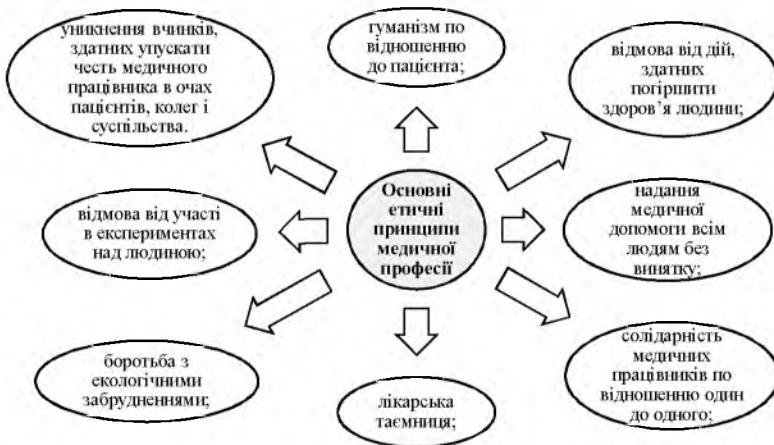 гуманізм по
відношенню
до пацієнта;
відмова від дій,
здатних
погіршити
здоров’я людини;
надання
медичної
допомоги всім
людям без
винятку;
солідарність
медичних
працівників по
відношенню один
до одного;
лікарська
таємниця;
боротьба з
екологічними
забрудненнями;
відмова від участі
в експериментах
над людиною;
уникнення вчинків,
здатних упускати
честь медичного
працівника в очах
пацієнтів, колег і
суспільства.
Основні
етичні
принципи
медичної
професії